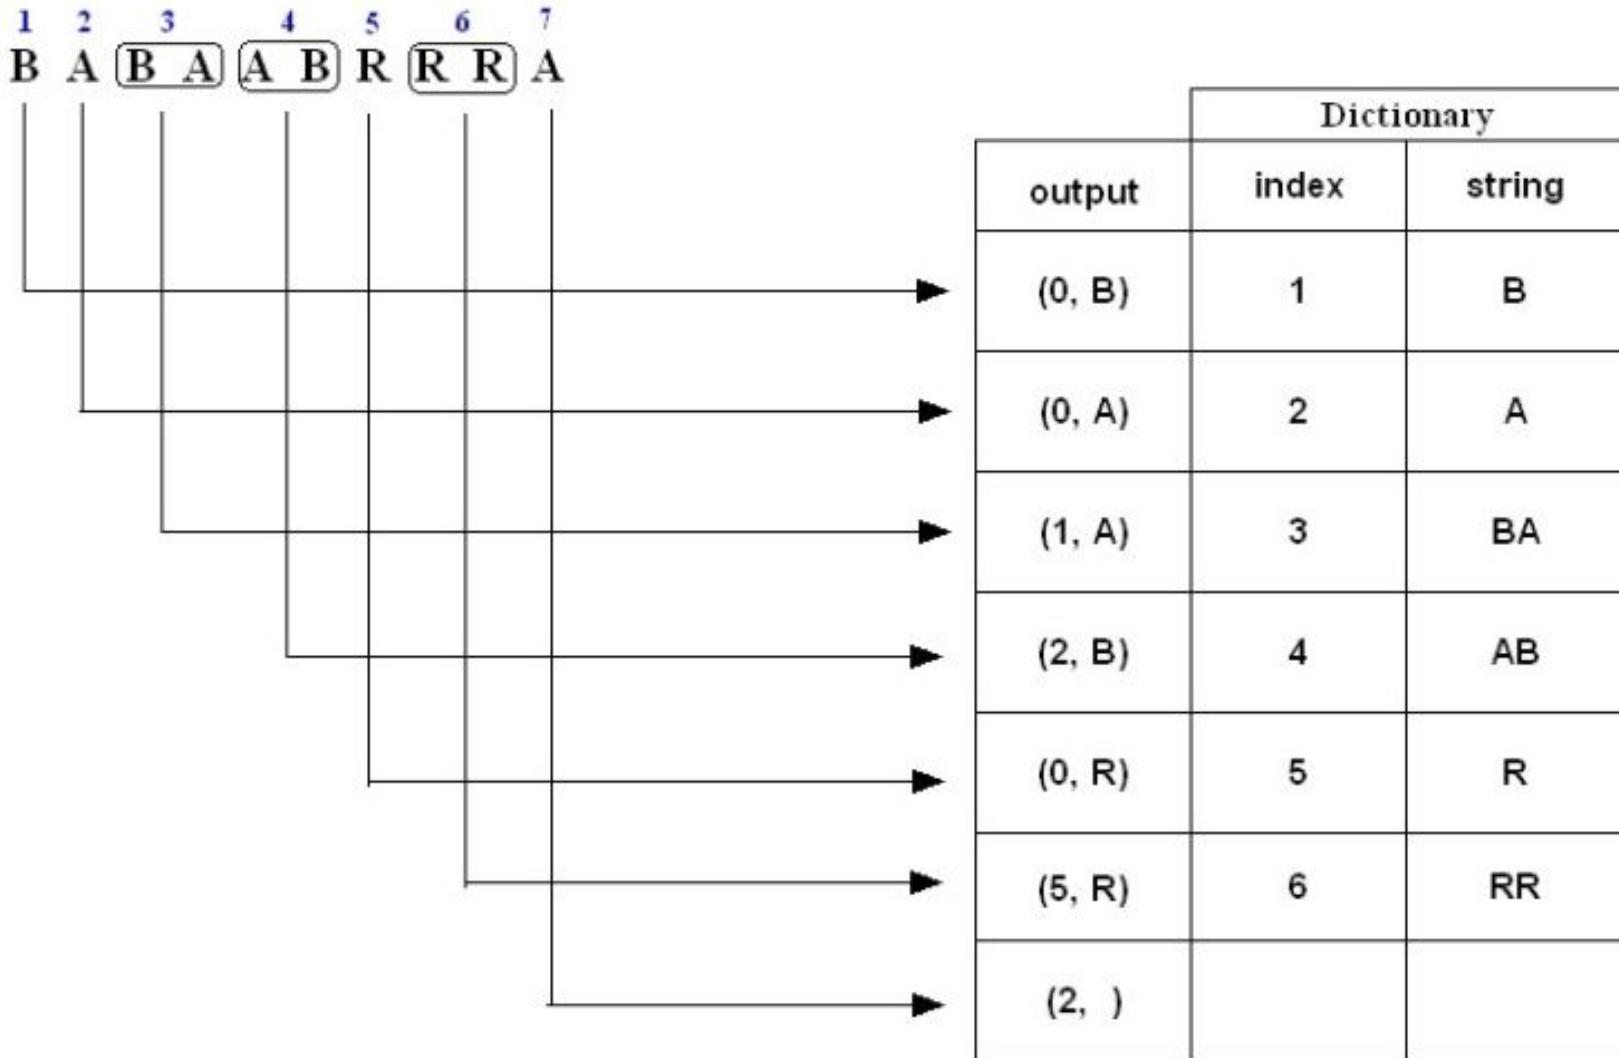 1 2 3 4 5 6 7
B A B A A B R R R A
Dictionary
output index string
(0, B) 1 B
(0, A) 2 A
(1, A) 3 BA
(2, B) 4 AB
(0, R) 5 R
(5, R) 6 RR
(2, )